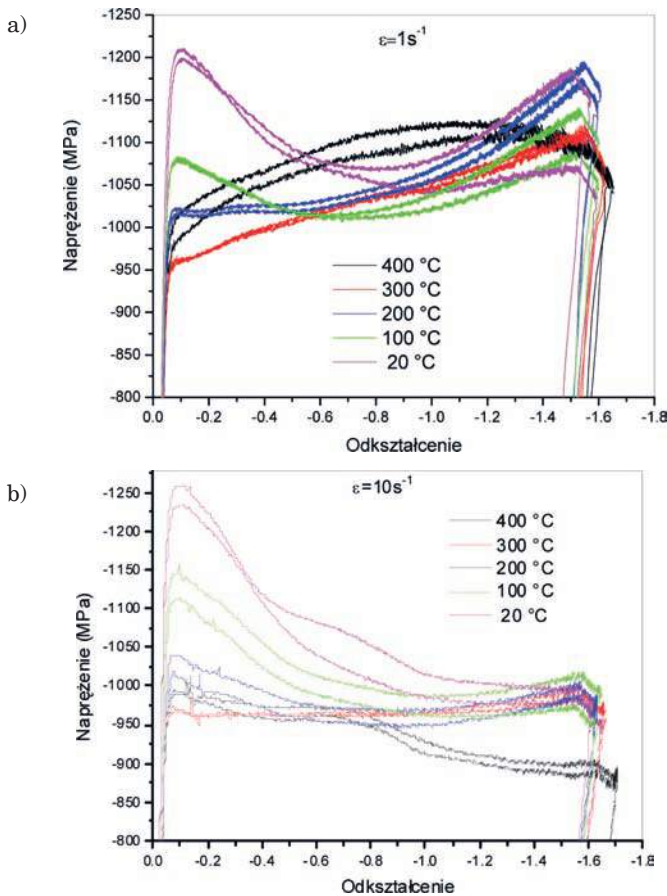 a)
ε=1s⁻¹
Naprężenie (MPa)
-1250
-1200
-1150
-1100
-1050
-1000
-950
-900
-850
-800
400 °C
300 °C
200 °C
100 °C
20 °C
0.0 -0.2 -0.4 -0.6 -0.8 -1.0 -1.2 -1.4 -1.6 -1.8
Odkształcenie
b)
ε=10s⁻¹
Naprężenie (MPa)
-1250
-1200
-1150
-1100
-1050
-1000
-950
-900
-850
-800
400 °C
300 °C
200 °C
100 °C
20 °C
0.0 -0.2 -0.4 -0.6 -0.8 -1.0 -1.2 -1.4 -1.6 -1.8
Odkształcenie